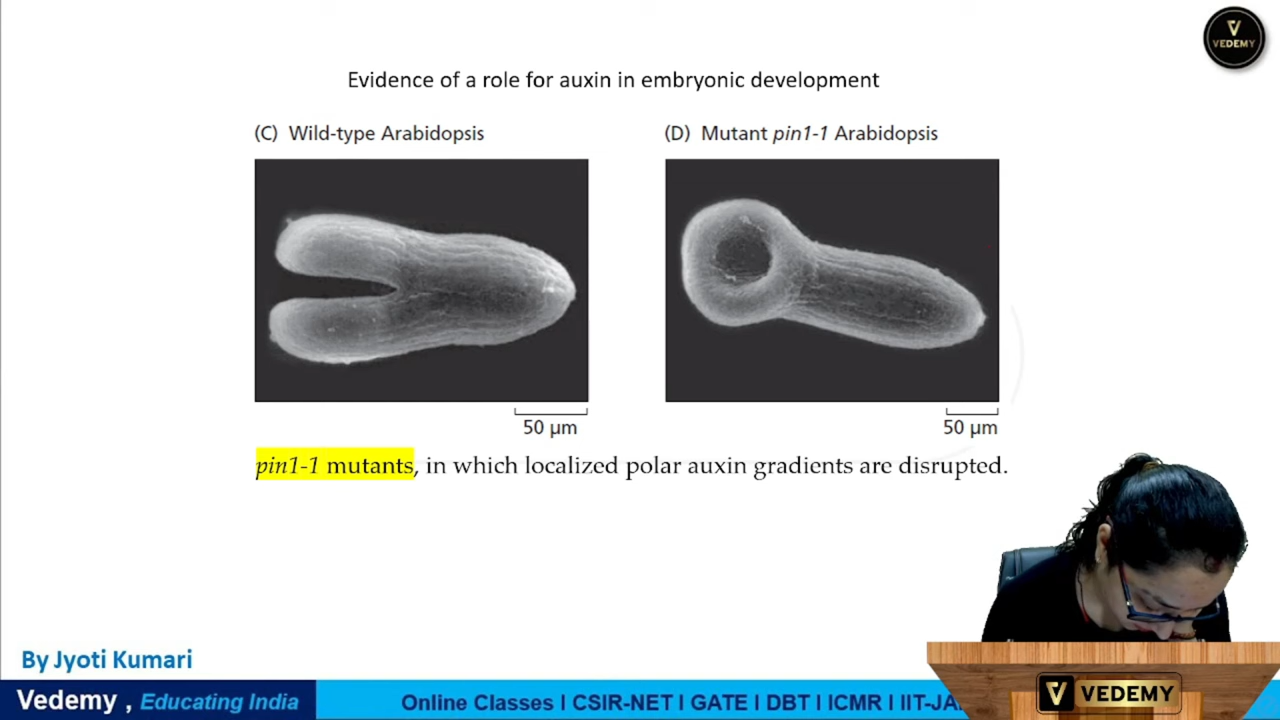 VEDEMY
Evidence of a role for auxin in embryonic development
(C) Wild-type Arabidopsis
(D) Mutant pin1-1 Arabidopsis
50 µm
50 µm
pin1-1 mutants, in which localized polar auxin gradients are disrupted.
By Jyoti Kumari
Vedemy , Educating India
Online Classes I CSIR-NET I GATE I DBT I ICMR I IIT-JA
VEDEMY